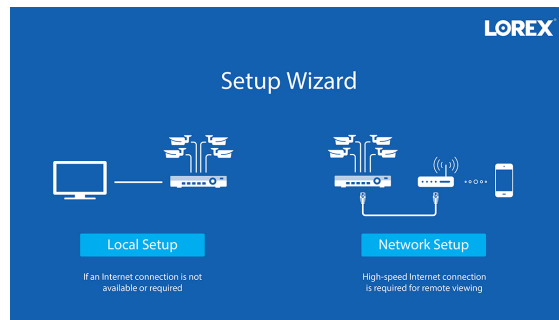 LOREX
Setup Wizard
Local Setup
Network Setup
If an Internet connection is not
available or required
High-speed Internet connection
is required for remote viewing